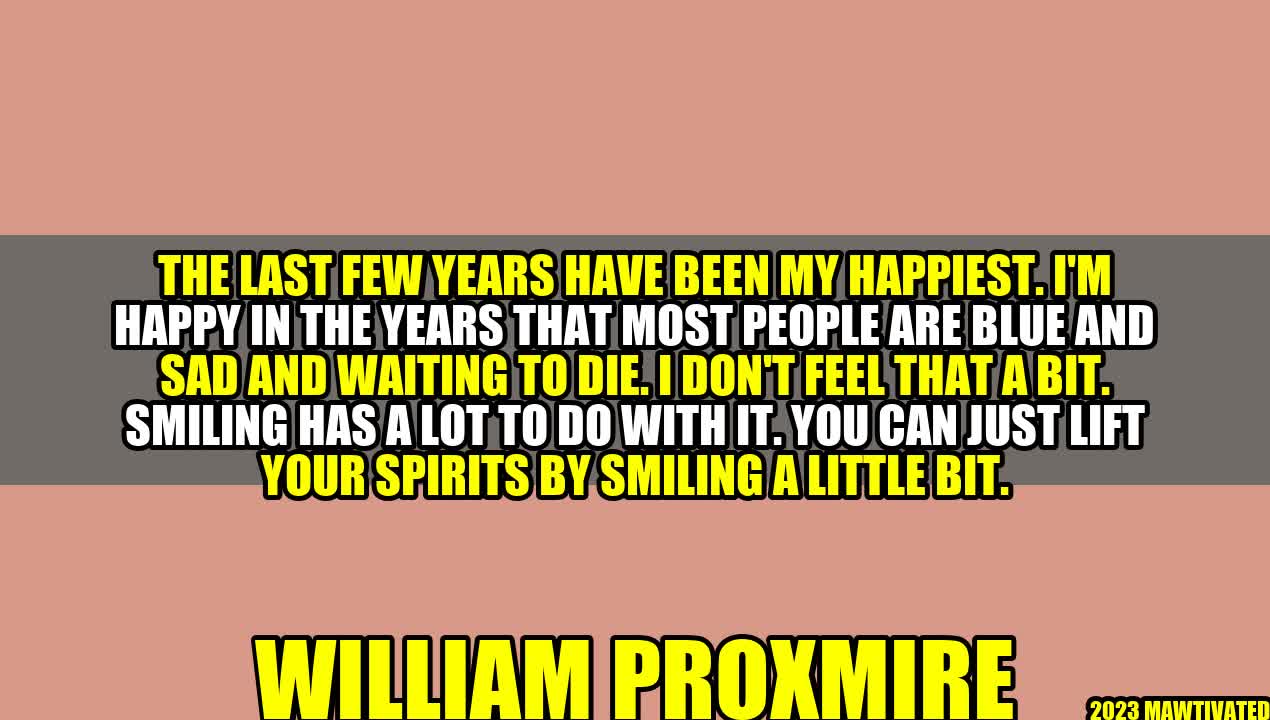 THE LAST FEW YEARS HAVE BEEN MY HAPPIEST. I'M
HAPPY IN THE YEARS THAT MOST PEOPLE ARE BLUE AND
SAD AND WAITING TO DIE. I DON'T FEEL THAT A BIT.
SMILING HAS A LOT TO DO WITH IT. YOU CAN JUST LIFT
YOUR SPIRITS BY SMILING A LITTLE BIT.
WILLIAM PROXMIRE
2023 MAWTIVATED